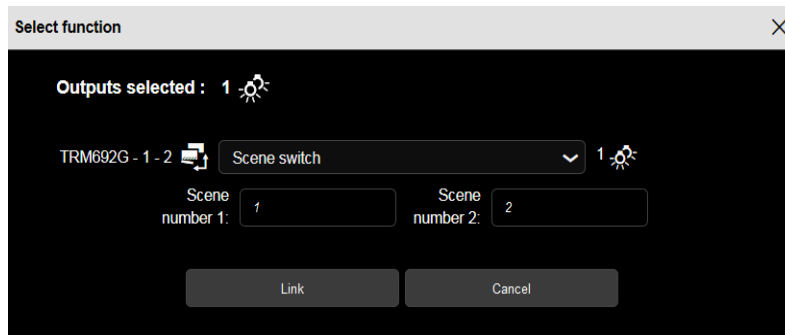 Select function
Outputs selected : 1
TRM692G - 1 - 2 Scene switch 1
Scene number 1: 1 Scene number 2: 2
Link Cancel